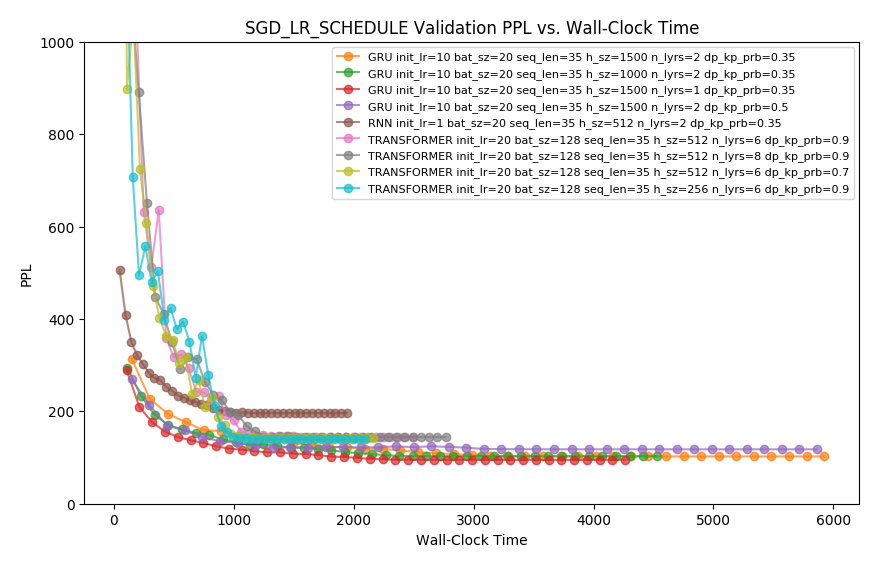 SGD_LR_SCHEDULE Validation PPL vs. Wall-Clock Time
1000
800
600
400
200
0
PPL
GRU init_lr=10 bat_sz=20 seq_len=35 h_sz=1500 n_lyrs=2 dp_kp_prb=0.35
GRU init_lr=10 bat_sz=20 seq_len=35 h_sz=1000 n_lyrs=2 dp_kp_prb=0.35
GRU init_lr=10 bat_sz=20 seq_len=35 h_sz=1500 n_lyrs=1 dp_kp_prb=0.35
GRU init_lr=10 bat_sz=20 seq_len=35 h_sz=1500 n_lyrs=2 dp_kp_prb=0.5
RNN init_lr=1 bat_sz=20 seq_len=35 h_sz=512 n_lyrs=2 dp_kp_prb=0.35
TRANSFORMER init_lr=20 bat_sz=128 seq_len=35 h_sz=512 n_lyrs=6 dp_kp_prb=0.9
TRANSFORMER init_lr=20 bat_sz=128 seq_len=35 h_sz=512 n_lyrs=8 dp_kp_prb=0.9
TRANSFORMER init_lr=20 bat_sz=128 seq_len=35 h_sz=512 n_lyrs=6 dp_kp_prb=0.7
TRANSFORMER init_lr=20 bat_sz=128 seq_len=35 h_sz=256 n_lyrs=6 dp_kp_prb=0.9
0 1000 2000 3000 4000 5000 6000
Wall-Clock Time